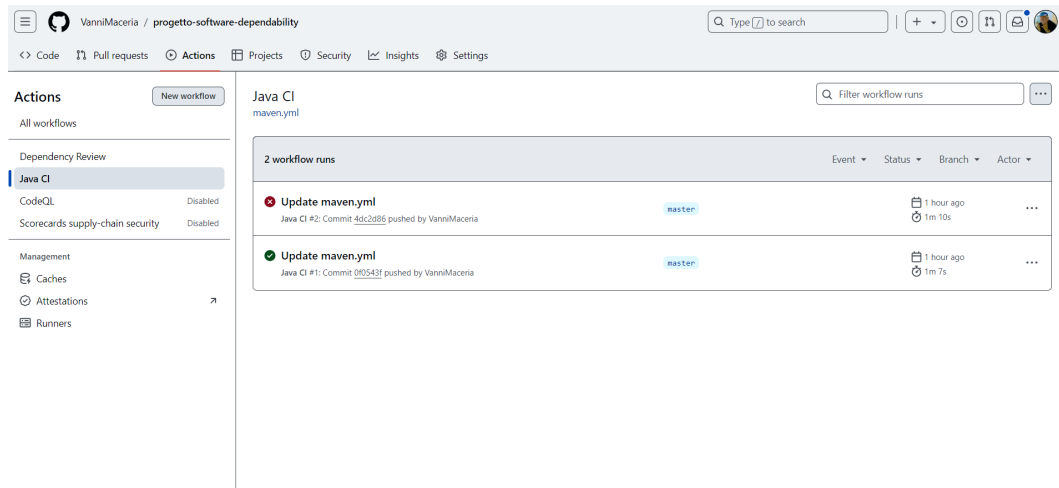 VanniMaceria / progetto-software-dependability
Type / to search
Code Pull requests Actions Projects Security Insights Settings
Actions
New workflow
All workflows
Dependency Review
Java CI
CodeQL Disabled
Scorecards supply-chain security Disabled
Management
Caches
Attestations
Runners
Java CI
maven.yml
Filter workflow runs
2 workflow runs
Event Status Branch Actor
Update maven.yml
Java CI #2: Commit 4dc2d86 pushed by VanniMaceria
master
1 hour ago
1m 10s
Update maven.yml
Java CI #1: Commit 0f0543f pushed by VanniMaceria
master
1 hour ago
1m 7s